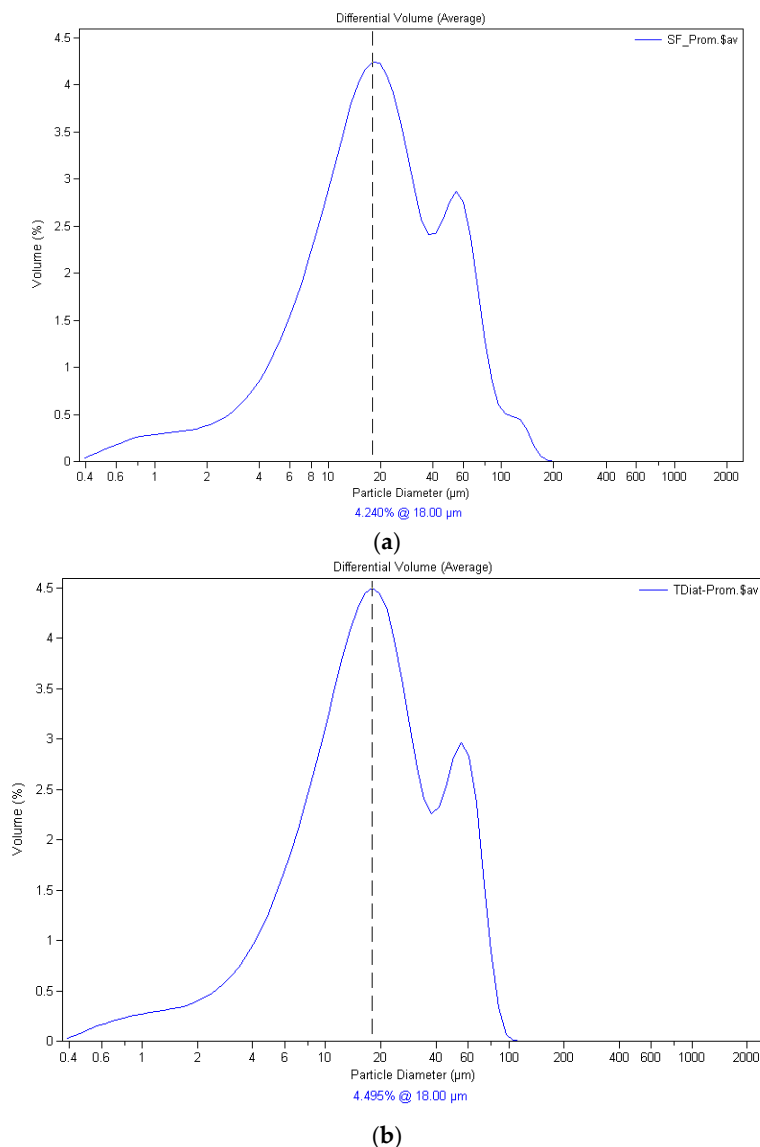 Differential Volume (Average)
SF_Prom.$av
4.5
4
3.5
3
2.5
2
1.5
1
0.5
0
Volume (%)
0.4 0.6 1 2 4 6 8 10 20 40 60 100 200 400 600 1000 2000
Particle Diameter (µm)
4.240% @ 18.00 µm
(a)
Differential Volume (Average)
TDiat-Prom.$av
4.5
4
3.5
3
2.5
2
1.5
1
0.5
0
Volume (%)
0.4 0.6 1 2 4 6 10 20 40 60 100 200 400 600 1000 2000
Particle Diameter (µm)
4.495% @ 18.00 µm
(b)